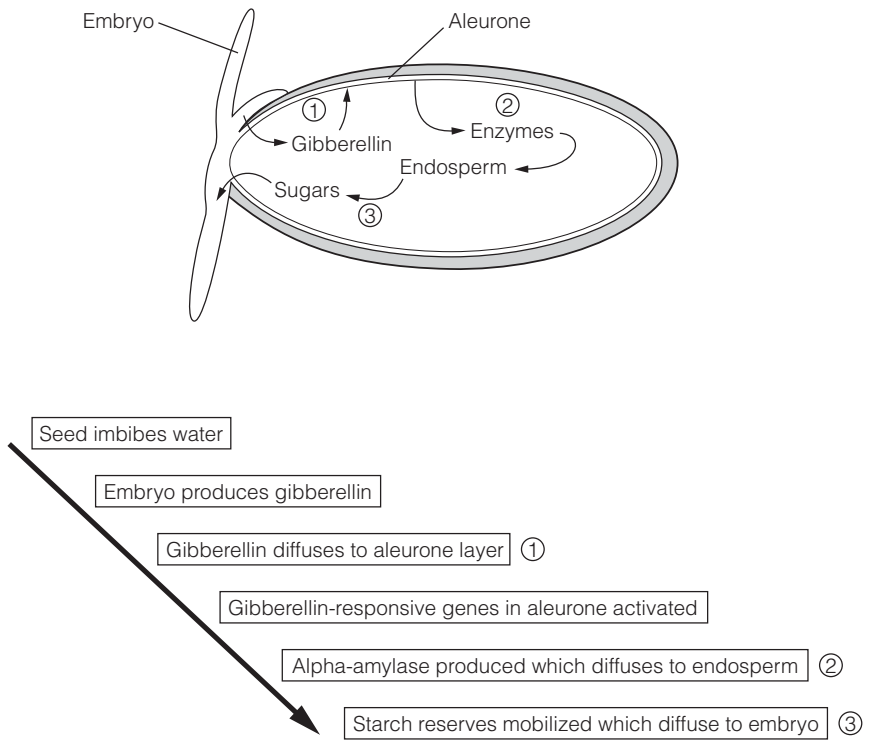 Embryo
Aleurone
①
②
Enzymes
Gibberellin
Endosperm
Sugars
③
Seed imbibes water
Embryo produces gibberellin
Gibberellin diffuses to aleurone layer ①
Gibberellin-responsive genes in aleurone activated
Alpha-amylase produced which diffuses to endosperm ②
Starch reserves mobilized which diffuse to embryo ③